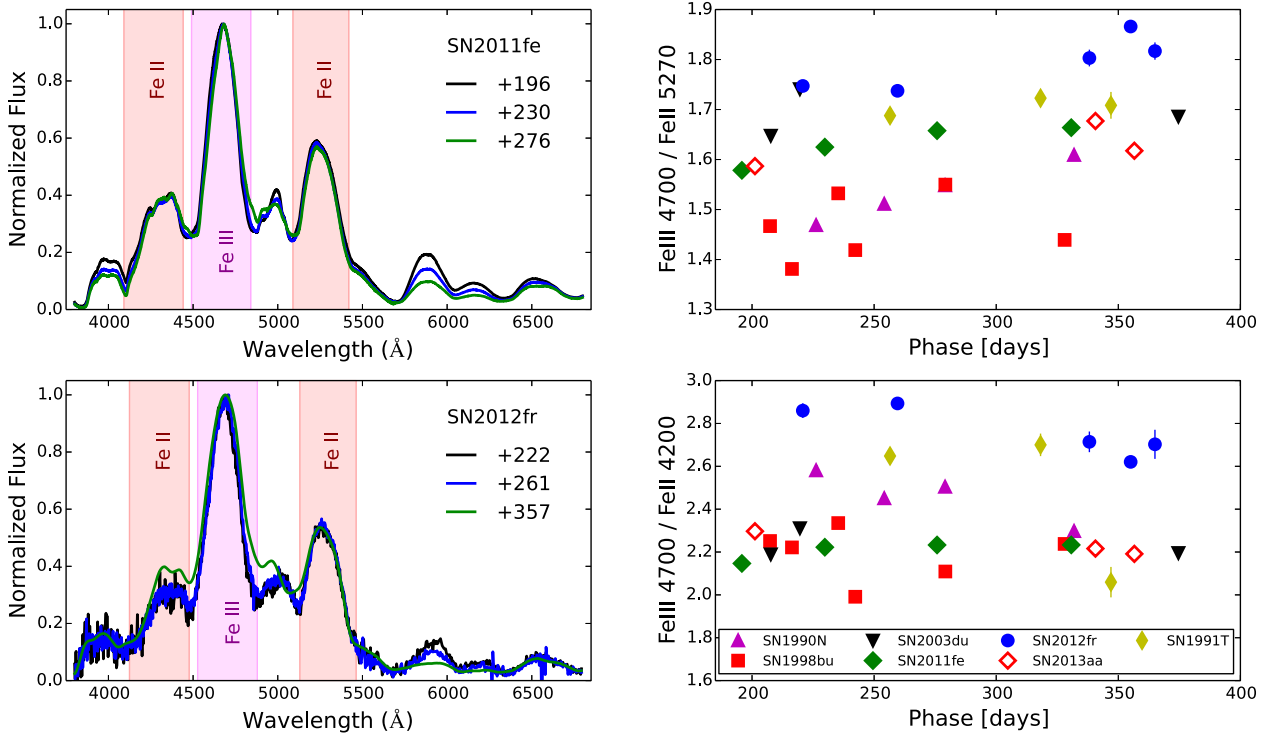 SN2011fe
+196
+230
+276
Fe II
Fe III
Fe II
Normalized Flux
1.0
0.8
0.6
0.4
0.2
0.0
4000 4500 5000 5500 6000 6500
Wavelength (Å)
FeIII 4700 / FeII 5270
1.9
1.8
1.7
1.6
1.5
1.4
1.3
200 250 300 350 400
Phase [days]
SN2012fr
+222
+261
+357
Fe II
Fe III
Fe II
Normalized Flux
1.0
0.8
0.6
0.4
0.2
0.0
4000 4500 5000 5500 6000 6500
Wavelength (Å)
FeIII 4700 / FeII 4200
3.0
2.8
2.6
2.4
2.2
2.0
1.8
1.6
SN1990N SN2003du SN2012fr SN1991T
SN1998bu SN2011fe SN2013aa
200 250 300 350 400
Phase [days]